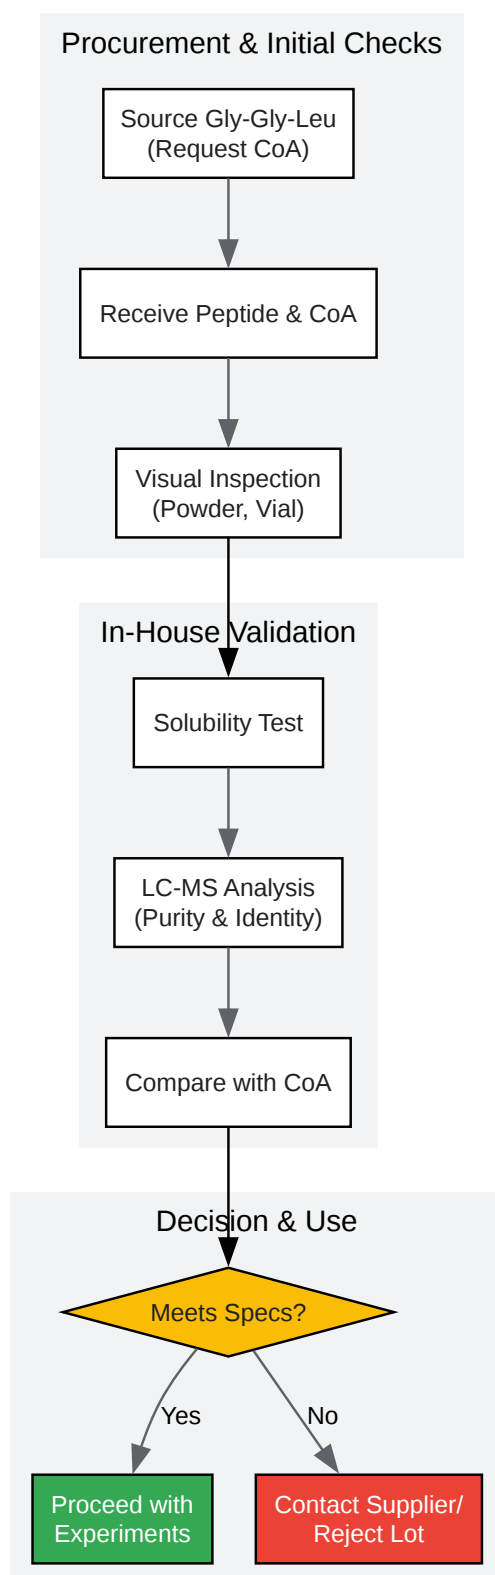 Procurement & Initial Checks
Source Gly-Gly-Leu
(Request CoA)
Receive Peptide & CoA
Visual Inspection
(Powder, Vial)
In-House Validation
Solubility Test
LC-MS Analysis
(Purity & Identity)
Compare with CoA
Decision & Use
Meets Specs?
Yes
No
Proceed with
Experiments
Contact Supplier/
Reject Lot